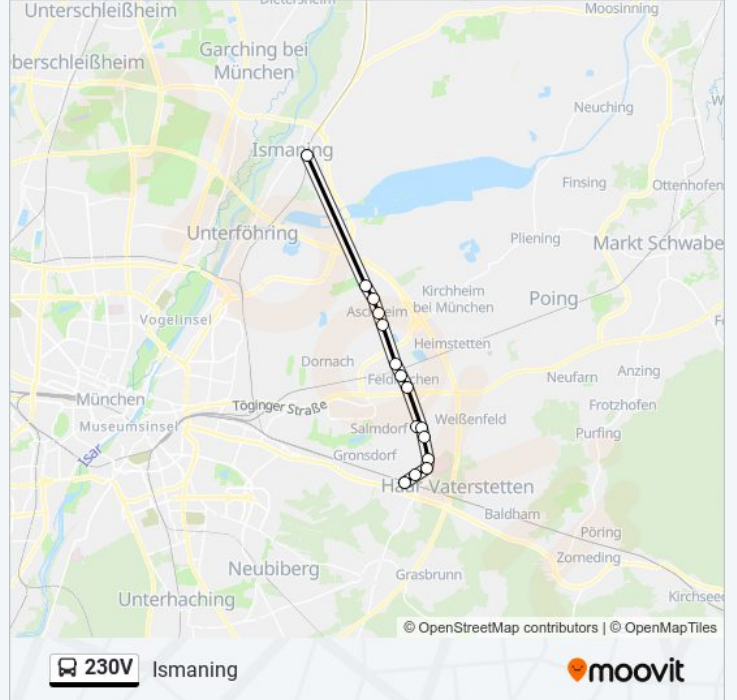 Moosinning
Unterschleißheim
Garching bei
München
berschleißheim
Neuching
Ismaning
Finsing
Ottenhofen
Unterföhring
Pliening
Markt Schwabe
Kirchheim
bei München
Poing
Aschheim
Vogelinsel
Heimstetten
Dornach
Anzing
Feldkirchen
Neufarn
München
Töginger Straße
Frotzhofen
Museumsinsel
Salmdorf
Weißenfeld
Purfing
Isar
Gronsdorf
Haar
Vaterstetten
Baldham
Pöring
Zorneding
Neubiberg
Grasbrunn
Kirchsee
Unterhaching
© OpenStreetMap contributors | © OpenMapTiles
230V Ismaning
moovit